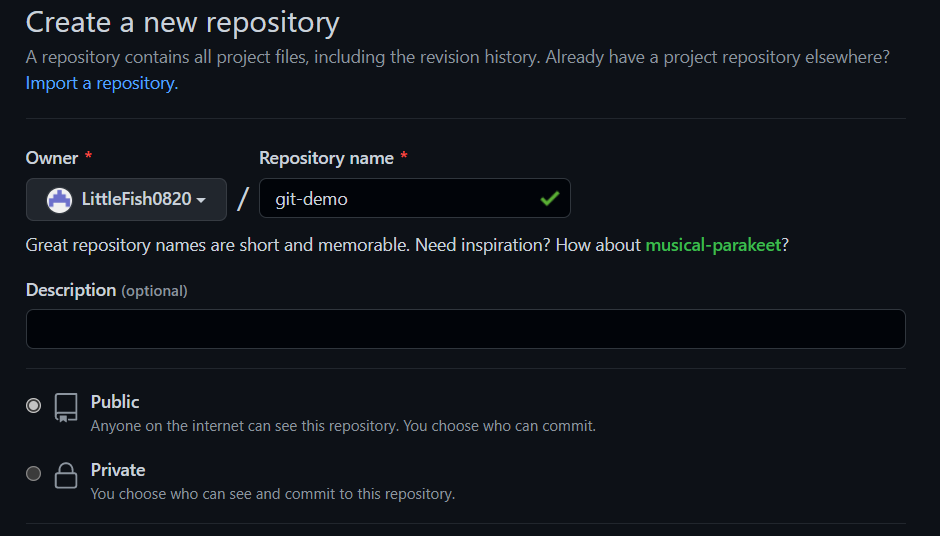 Create a new repository
A repository contains all project files, including the revision history. Already have a project repository elsewhere?
Import a repository.
Owner * Repository name *
LittleFish0820 / git-demo
Great repository names are short and memorable. Need inspiration? How about musical-parakeet?
Description (optional)
Public
Anyone on the internet can see this repository. You choose who can commit.
Private
You choose who can see and commit to this repository.